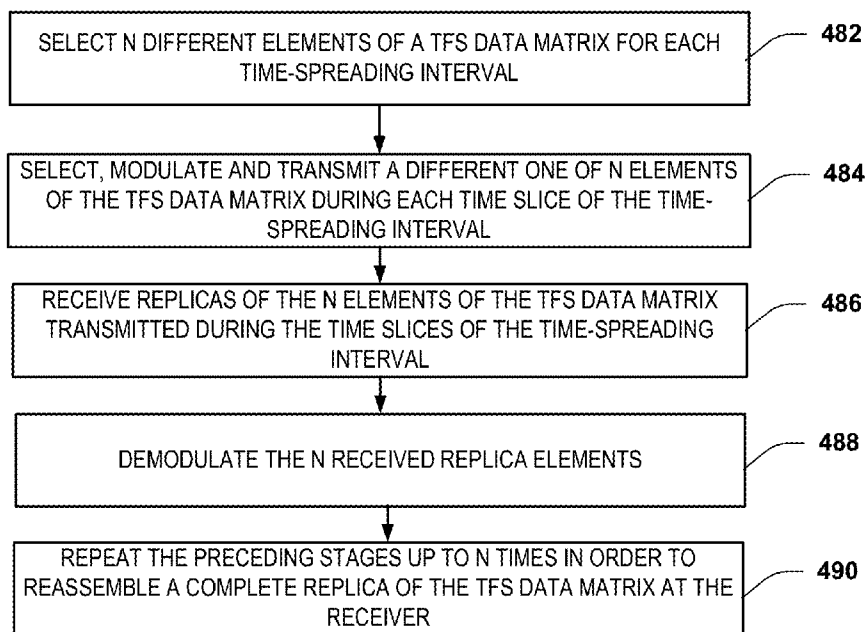 SELECT N DIFFERENT ELEMENTS OF A TFS DATA MATRIX FOR EACH
TIME-SPREADING INTERVAL
482
SELECT, MODULATE AND TRANSMIT A DIFFERENT ONE OF N ELEMENTS
OF THE TFS DATA MATRIX DURING EACH TIME SLICE OF THE TIME-
SPREADING INTERVAL
484
RECEIVE REPLICAS OF THE N ELEMENTS OF THE TFS DATA MATRIX
TRANSMITTED DURING THE TIME SLICES OF THE TIME-SPREADING
INTERVAL
486
DEMODULATE THE N RECEIVED REPLICA ELEMENTS
488
REPEAT THE PRECEDING STAGES UP TO N TIMES IN ORDER TO
REASSEMBLE A COMPLETE REPLICA OF THE TFS DATA MATRIX AT THE
RECEIVER
490